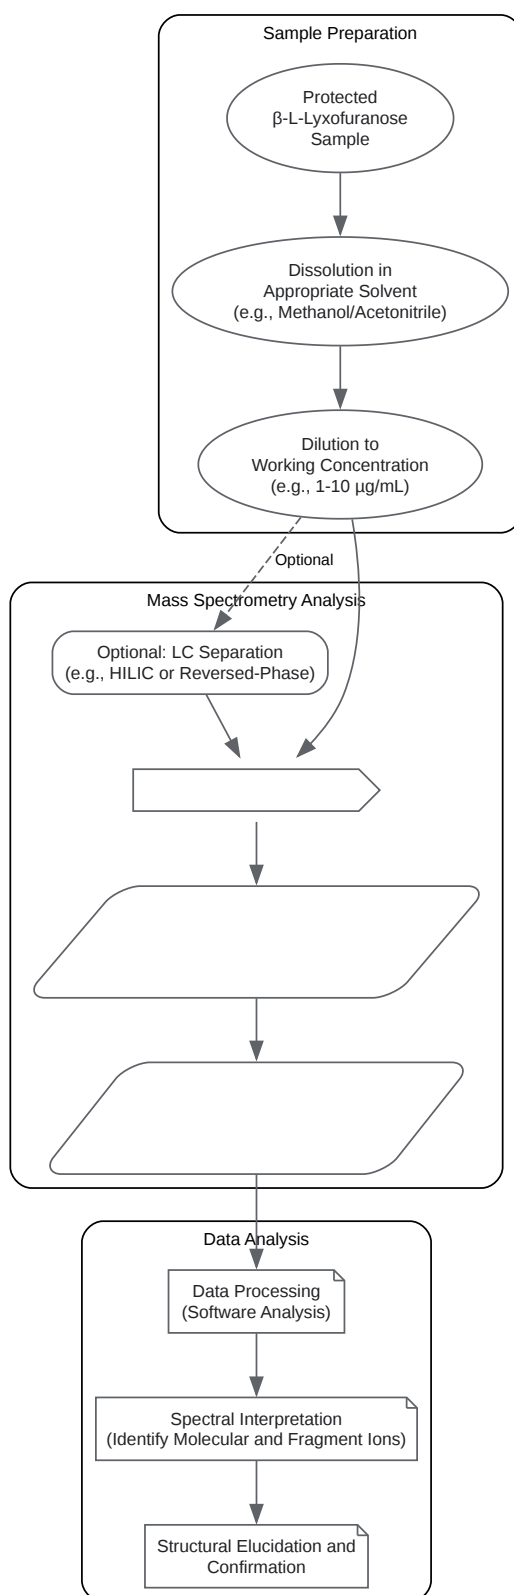 Sample Preparation
Protected
β-L-Lyxofuranose
Sample
Dissolution in
Appropriate Solvent
(e.g., Methanol/Acetonitrile)
Dilution to
Working Concentration
(e.g., 1-10 µg/mL)
Optional
Mass Spectrometry Analysis
Optional: LC Separation
(e.g., HILIC or Reversed-Phase)
Data Analysis
Data Processing
(Software Analysis)
Spectral Interpretation
(Identify Molecular and Fragment Ions)
Structural Elucidation and
Confirmation